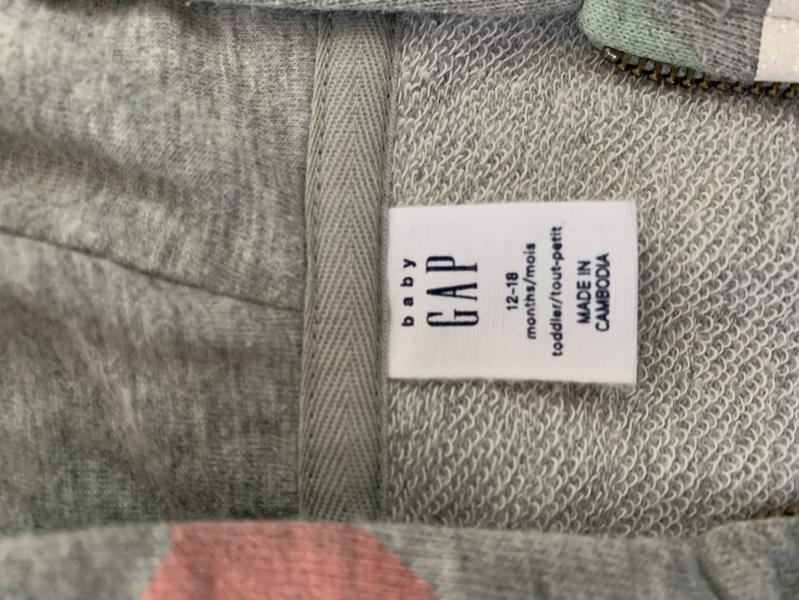 baby
GAP
12-18
months/mois
toddler/tout-petit
MADE IN
CAMBODIA